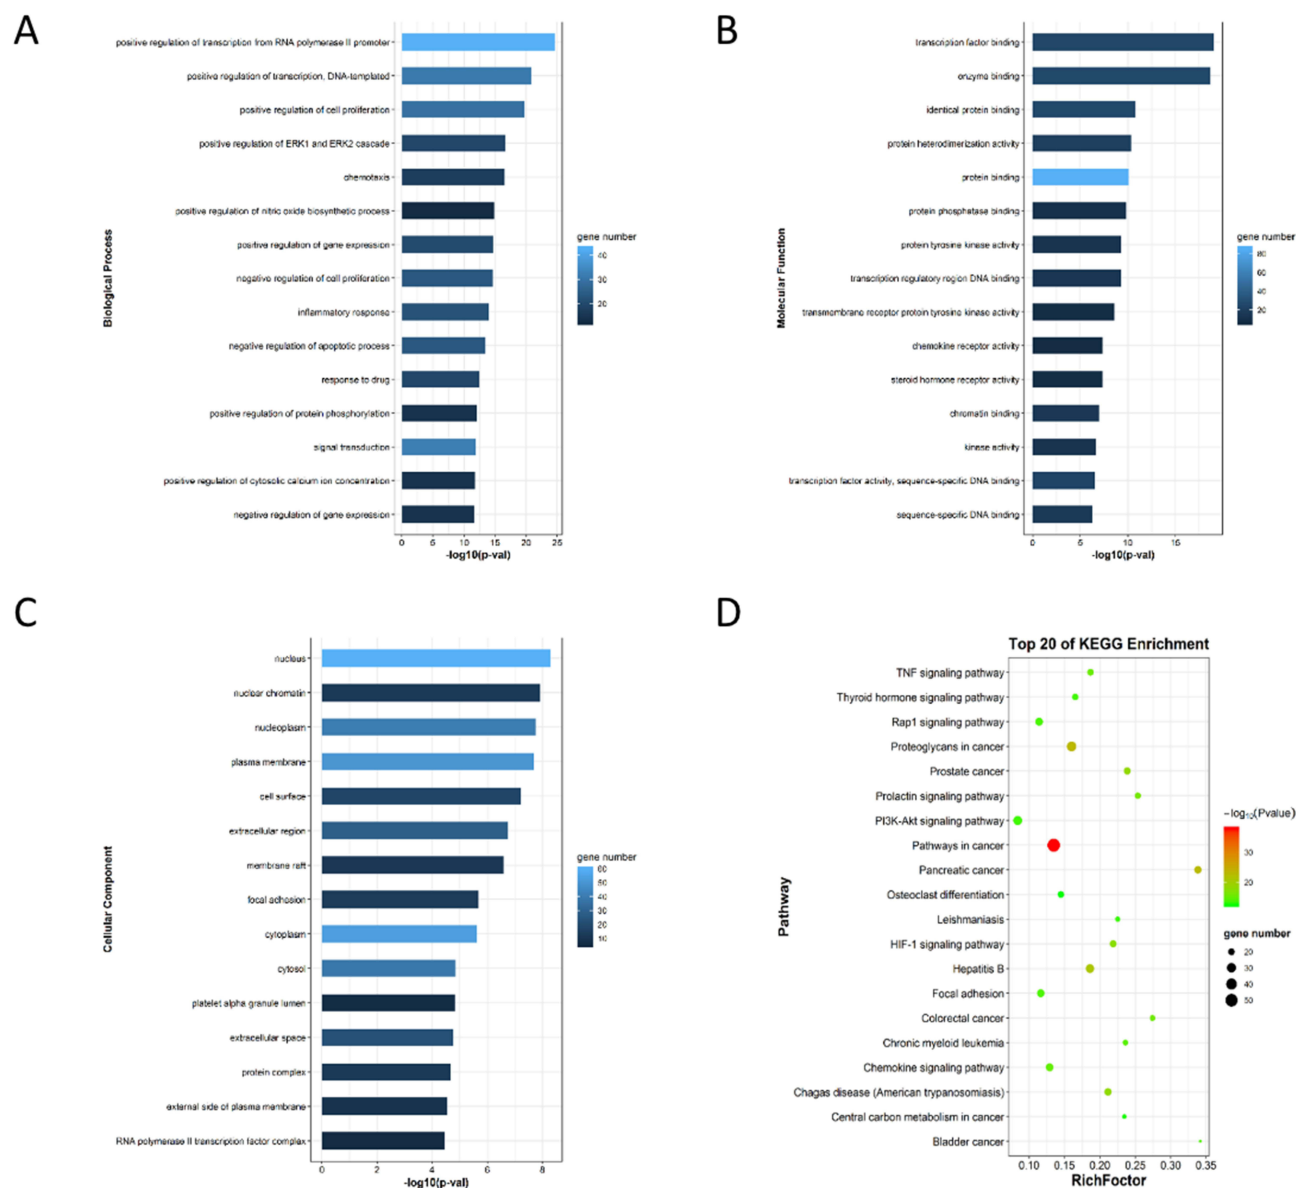 A
positive regulation of transcription from RNA polymerase II promoter
positive regulation of transcription, DNA-templated
positive regulation of cell proliferation
positive regulation of ERK1 and ERK2 cascade
chemotaxis
positive regulation of nitric oxide biosynthetic process
positive regulation of gene expression
negative regulation of cell proliferation
inflammatory response
negative regulation of apoptotic process
response to drug
positive regulation of protein phosphorylation
signal transduction
positive regulation of cytosolic calcium ion concentration
negative regulation of gene expression
Biological Process
0 5 10 15 20 25
-log10(p-val)
gene number
40
30
20
B
transcription factor binding
enzyme binding
identical protein binding
protein heterodimerization activity
protein binding
protein phosphatase binding
protein tyrosine kinase activity
transcription regulatory region DNA binding
transmembrane receptor protein tyrosine kinase activity
chemokine receptor activity
steroid hormone receptor activity
chromatin binding
kinase activity
transcription factor activity, sequence-specific DNA binding
sequence-specific DNA binding
Molecular Function
0 5 10 15
-log10(p-val)
gene number
80
60
40
20
C
nucleus
nuclear chromatin
nucleoplasm
plasma membrane
cell surface
extracellular region
membrane raft
focal adhesion
cytoplasm
cytosol
platelet alpha granule lumen
extracellular space
protein complex
external side of plasma membrane
RNA polymerase II transcription factor complex
Cellular Component
0 2 4 6 8
-log10(p-val)
gene number
60
50
40
30
20
10
D
Top 20 of KEGG Enrichment
TNF signaling pathway
Thyroid hormone signaling pathway
Rap1 signaling pathway
Proteoglycans in cancer
Prostate cancer
Prolactin signaling pathway
PI3K-Akt signaling pathway
Pathways in cancer
Pancreatic cancer
Osteoclast differentiation
Leishmaniasis
HIF-1 signaling pathway
Hepatitis B
Focal adhesion
Colorectal cancer
Chronic myeloid leukemia
Chemokine signaling pathway
Chagas disease (American trypanosomiasis)
Central carbon metabolism in cancer
Bladder cancer
Pathway
0.10 0.15 0.20 0.25 0.30 0.35
RichFoctor
−log₁₀(Pvalue)
30
20
gene number
20
30
40
50